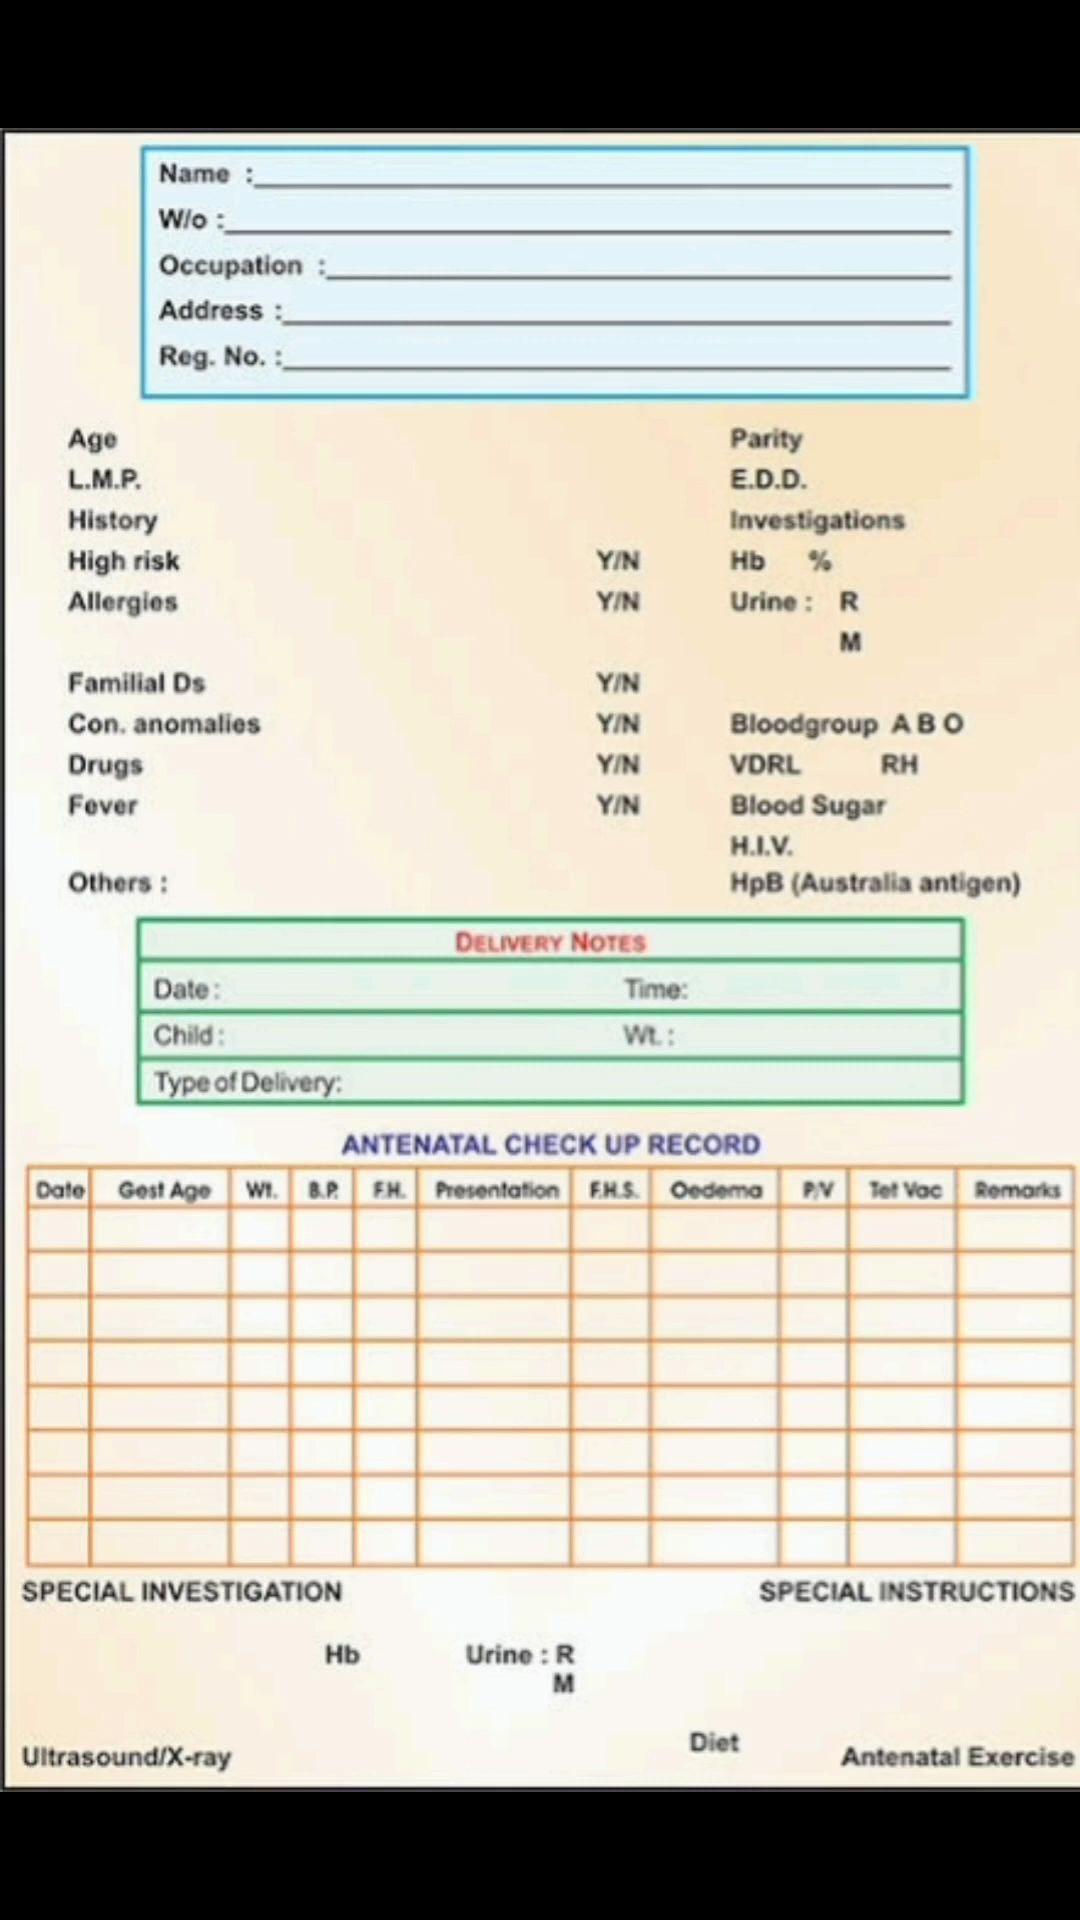 Name :
W/o :
Occupation :
Address :
Reg. No. :
Age Parity
L.M.P. E.D.D.
History Investigations
High risk Y/N Hb %
Allergies Y/N Urine : R
M
Familial Ds Y/N
Con. anomalies Y/N Bloodgroup A B O
Drugs Y/N VDRL RH
Fever Y/N Blood Sugar
H.I.V.
Others : HpB (Australia antigen)
DELIVERY NOTES
Date : Time:
Child : Wt. :
Type of Delivery:
ANTENATAL CHECK UP RECORD
Date Gest Age Wt. B.P. F.H. Presentation F.H.S. Oedema P/V Tet Vac Remarks
SPECIAL INVESTIGATION SPECIAL INSTRUCTIONS
Hb Urine : R
M
Diet
Ultrasound/X-ray Antenatal Exercise